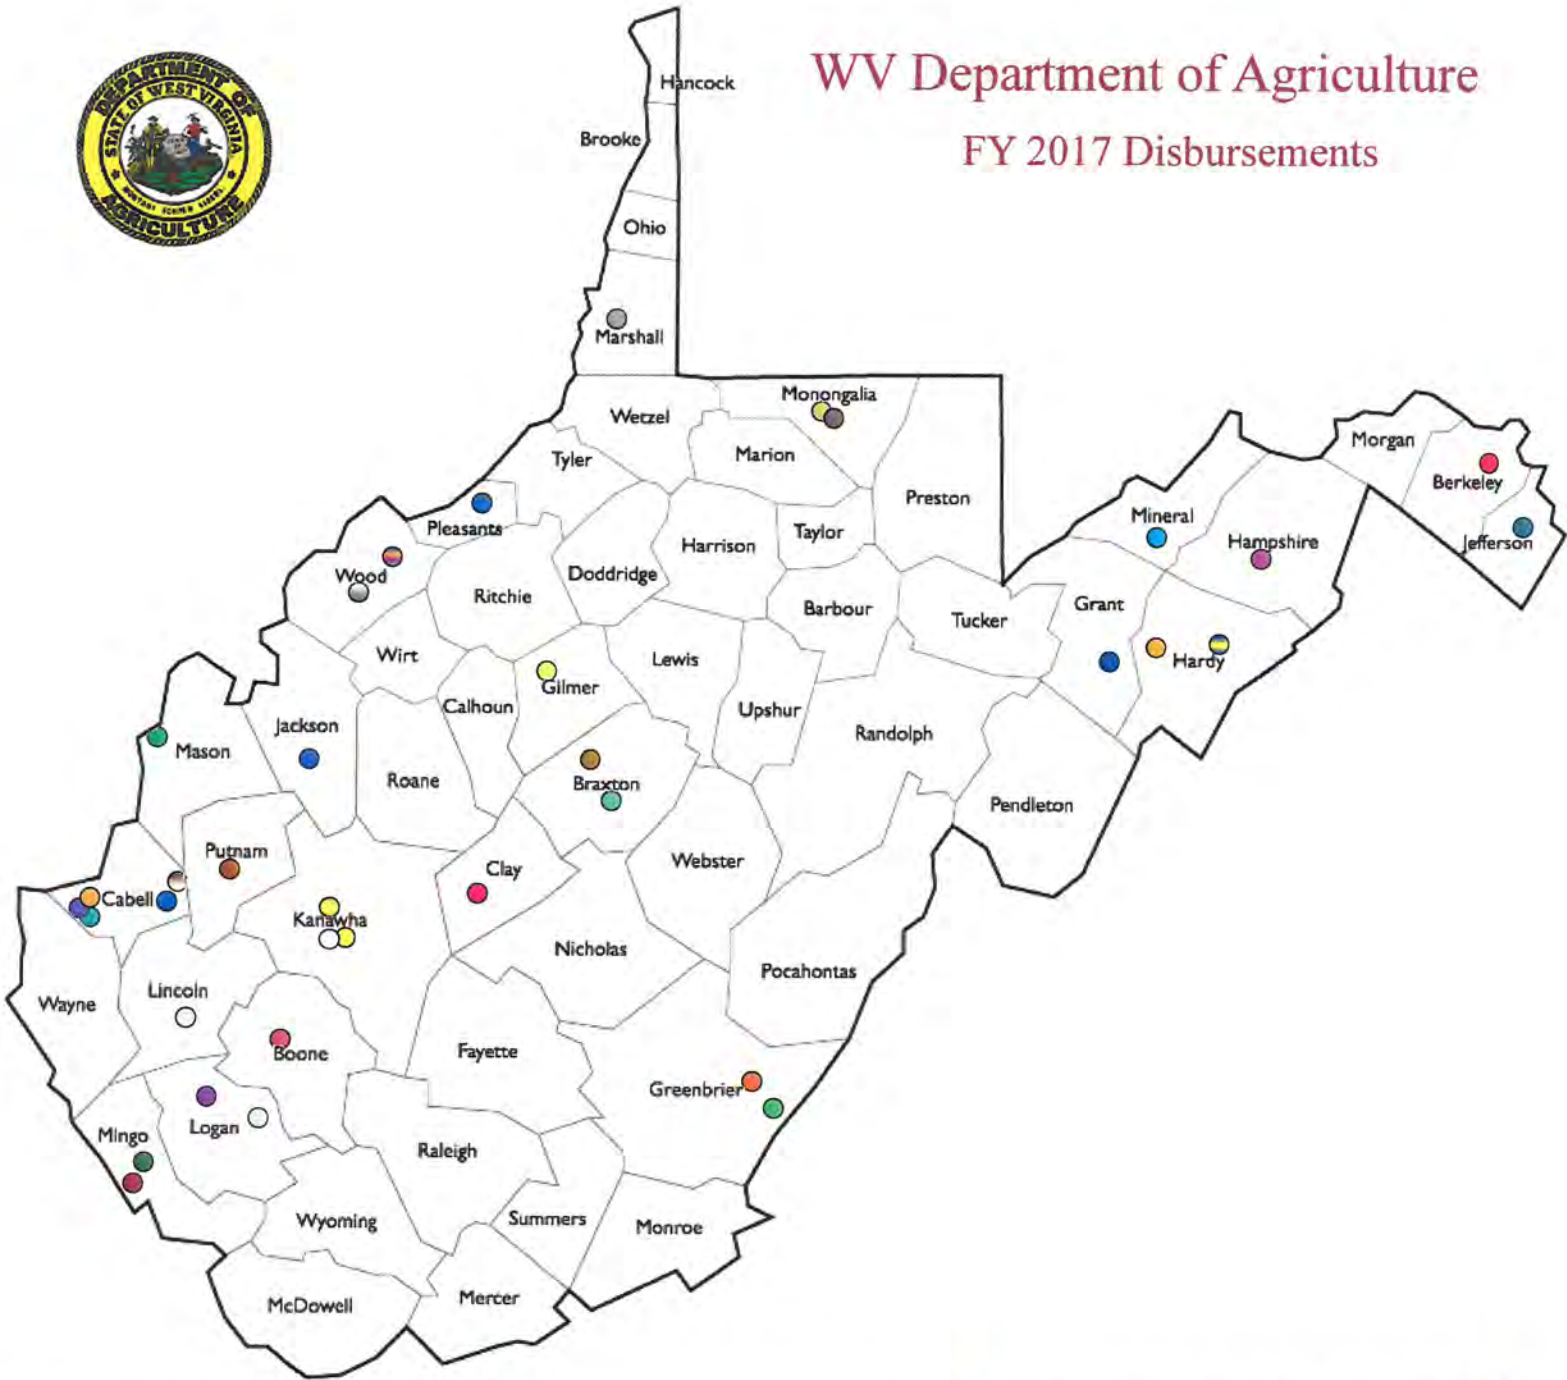 WV Department of Agriculture
FY 2017 Disbursements
DEPARTMENT OF
STATE OF WEST VIRGINIA
AGRICULTURE
Hancock
Brooke
Ohio
Marshall
Wetzel
Monongalia
Marion
Tyler
Preston
Morgan
Berkeley
Pleasants
Mineral
Taylor
Hampshire
Jefferson
Harrison
Doddridge
Wood
Ritchie
Barbour
Tucker
Grant
Wirt
Lewis
Hardy
Gilmer
Calhoun
Upshur
Jackson
Randolph
Mason
Roane
Braxton
Pendleton
Putnam
Webster
Clay
Cabell
Kanawha
Nicholas
Pocahontas
Lincoln
Wayne
Boone
Fayette
Greenbrier
Logan
Mingo
Raleigh
Wyoming
Summers
Monroe
McDowell
Mercer